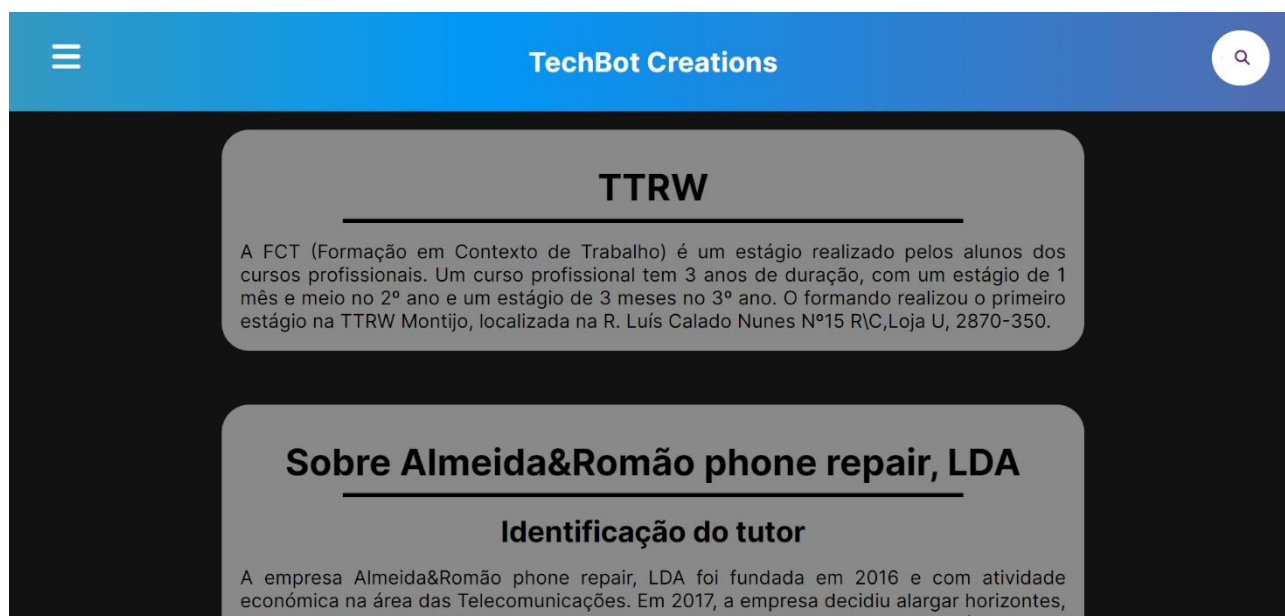 TechBot Creations
TTRW
A FCT (Formação em Contexto de Trabalho) é um estágio realizado pelos alunos dos
cursos profissionais. Um curso profissional tem 3 anos de duração, com um estágio de 1
mês e meio no 2º ano e um estágio de 3 meses no 3º ano. O formando realizou o primeiro
estágio na TTRW Montijo, localizada na R. Luís Calado Nunes Nº15 R\C,Loja U, 2870-350.
Sobre Almeida&Romão phone repair, LDA
Identificação do tutor
A empresa Almeida&Romão phone repair, LDA foi fundada em 2016 e com atividade
económica na área das Telecomunicações. Em 2017, a empresa decidiu alargar horizontes,